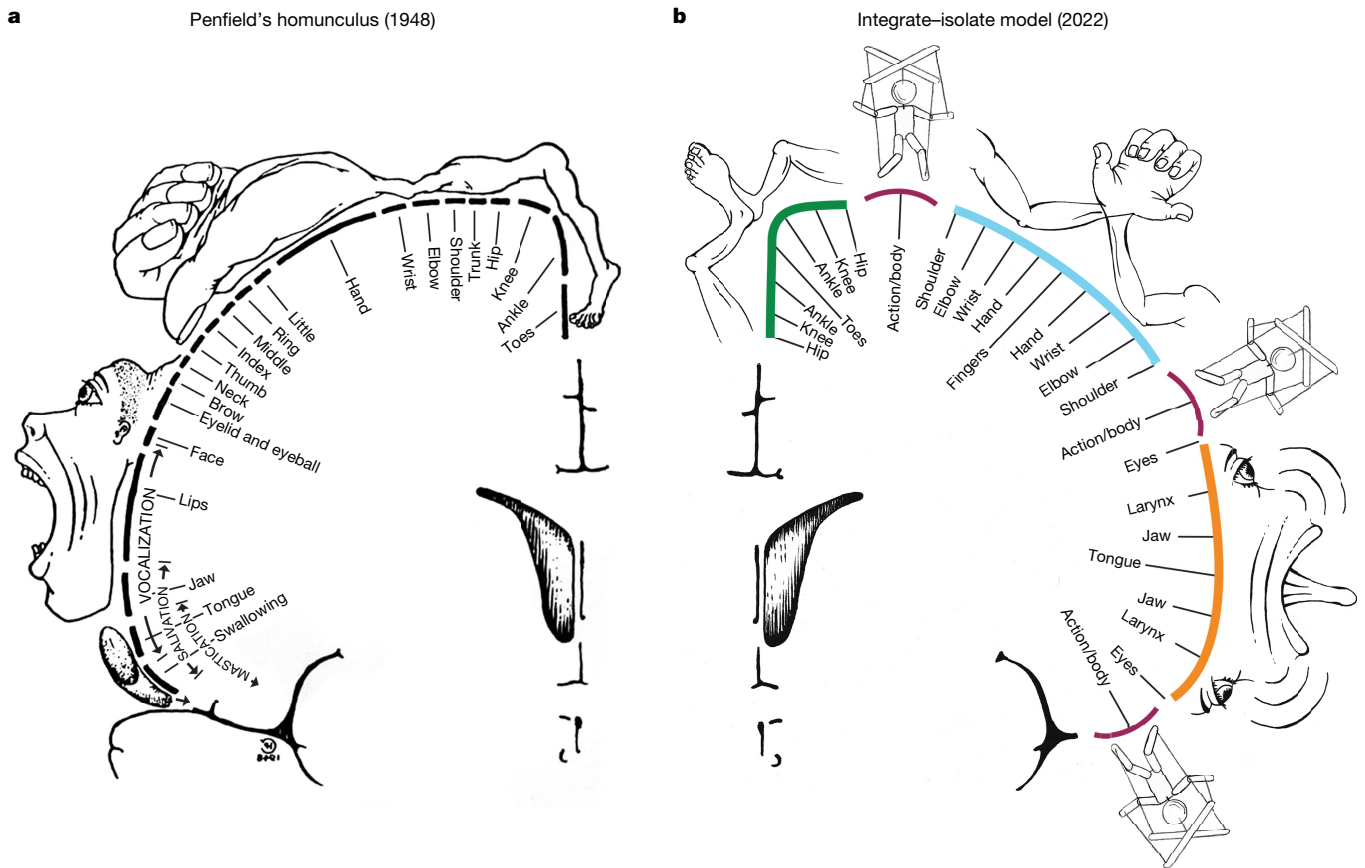 a
Penfield's homunculus (1948)
Hand
Wrist
Elbow
Shoulder
Trunk
Hip
Knee
Ankle
Toes
Little
Ring
Middle
Index
Thumb
Neck
Brow
Eyelid and eyeball
Face
Lips
Jaw
Tongue
Swallowing
VOCALIZATION
SALIVATION
MASTICATION
b
Integrate–isolate model (2022)
Hip
Knee
Ankle
Toes
Ankle
Knee
Hip
Action/body
Shoulder
Elbow
Wrist
Hand
Fingers
Hand
Wrist
Elbow
Shoulder
Action/body
Eyes
Larynx
Jaw
Tongue
Jaw
Larynx
Eyes
Action/body